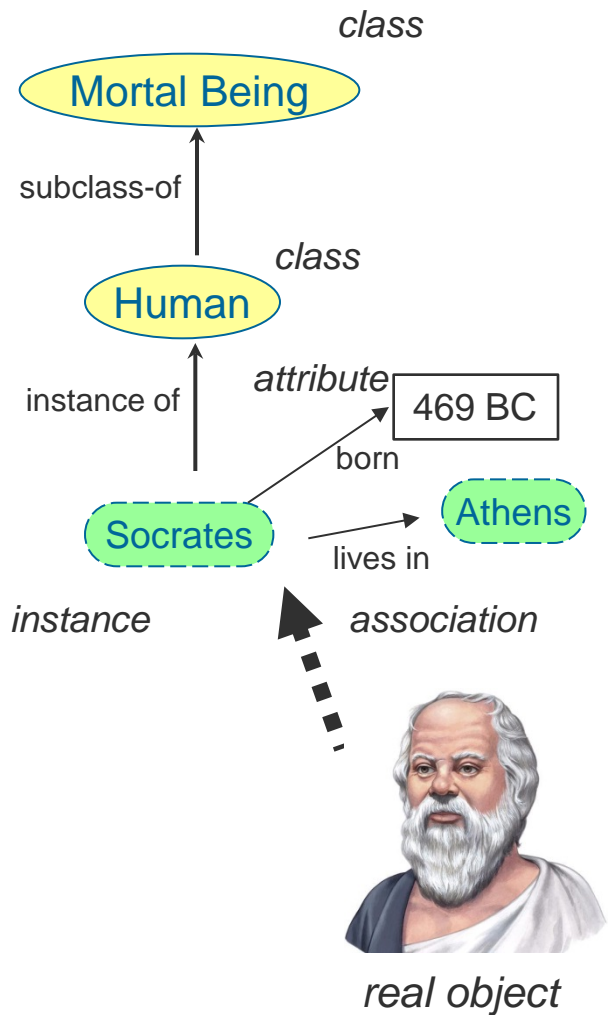 class
Mortal Being
subclass-of
class
Human
attribute
instance of
469 BC
born
Athens
Socrates
lives in
instance
association
real object